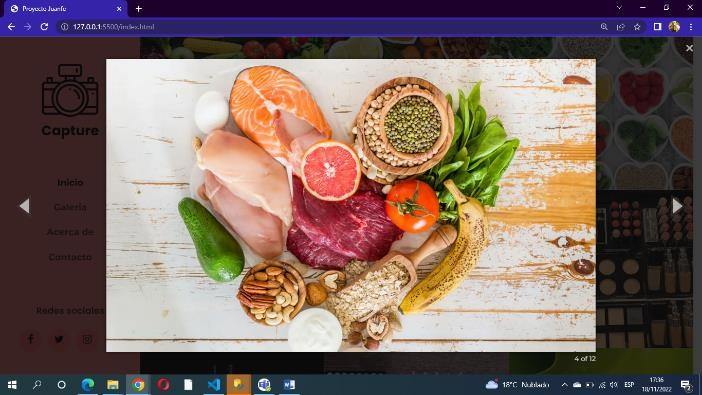 Proyecto Juanfe
127.0.0.1:5500/index.html
Capture
Inicio
Galeria
Acerca de
Contacto
Redes sociales
4 of 12
18°C Nublado
ESP
17:36
18/11/2022